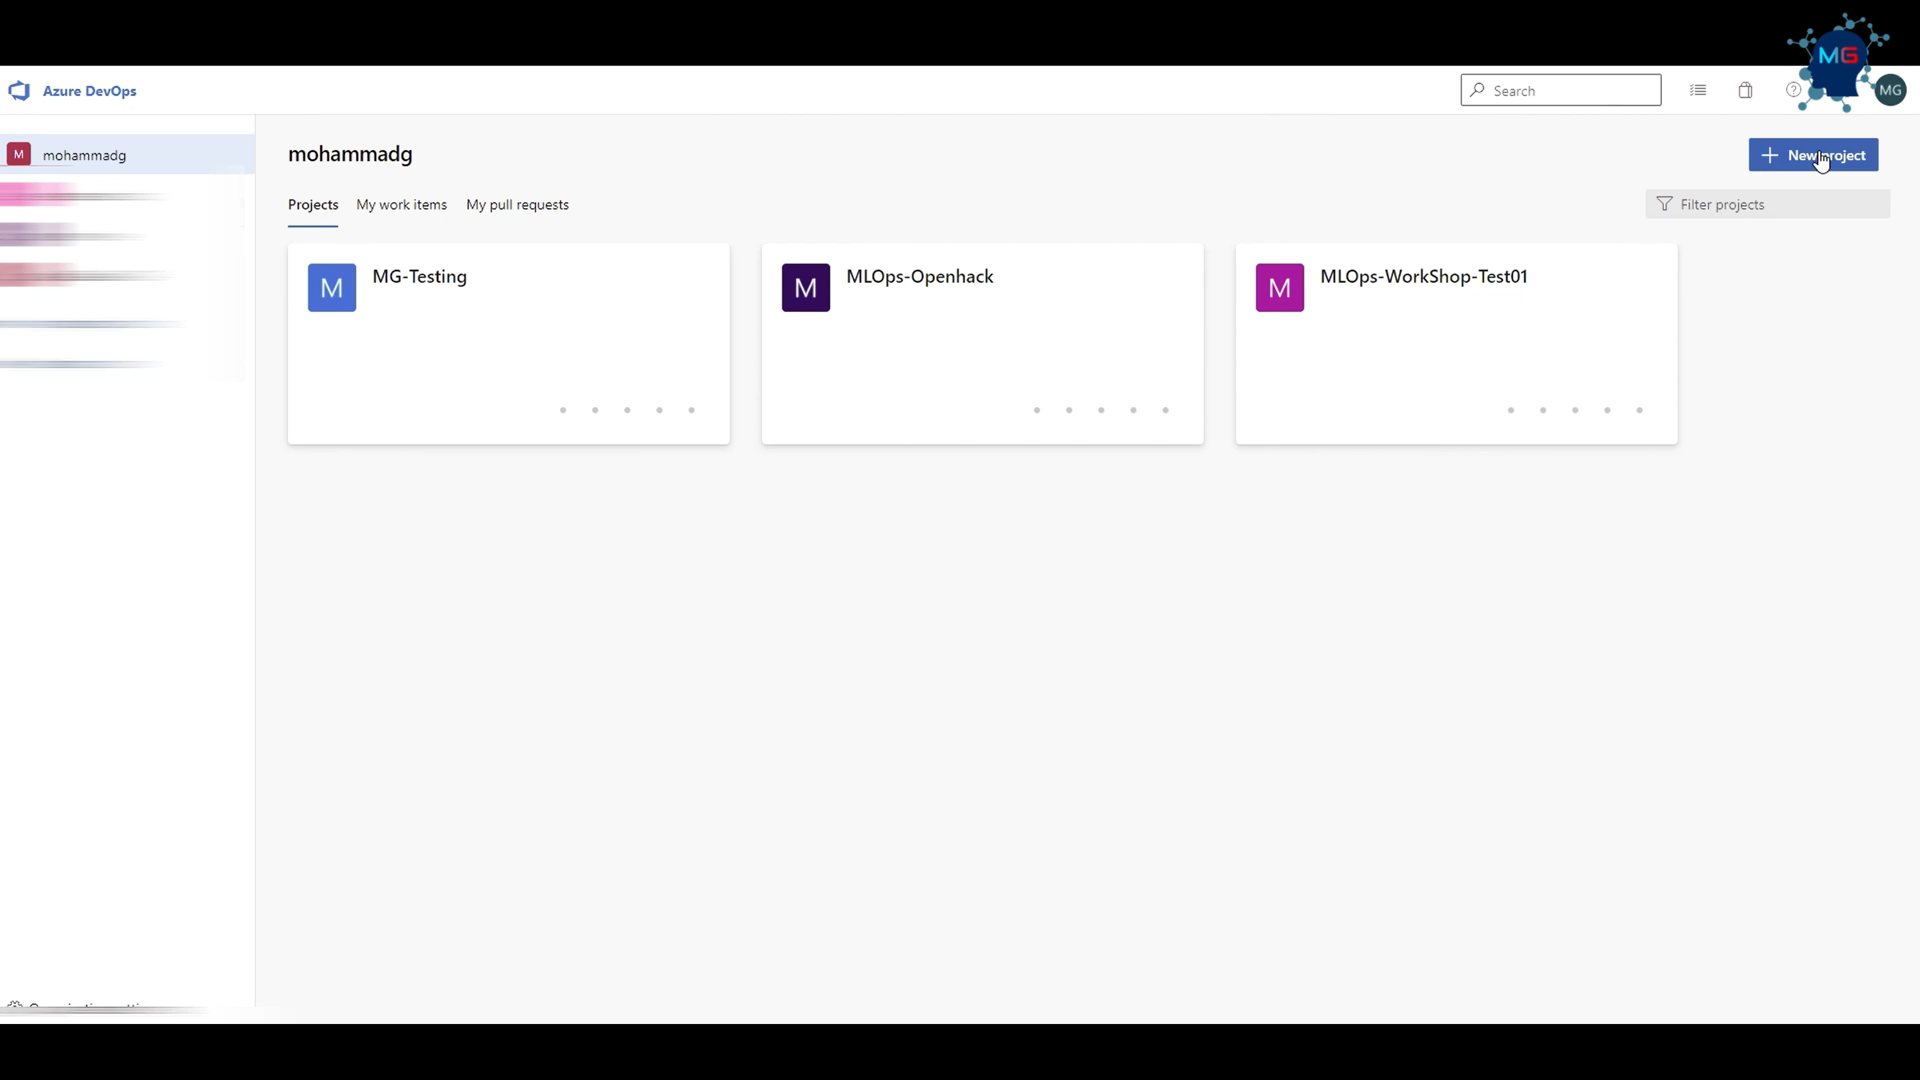 MG
Azure DevOps
Search
MG
M mohammadg
mohammadg
New project
Projects My work items My pull requests
Filter projects
M MG-Testing
M MLOps-Openhack
M MLOps-WorkShop-Test01